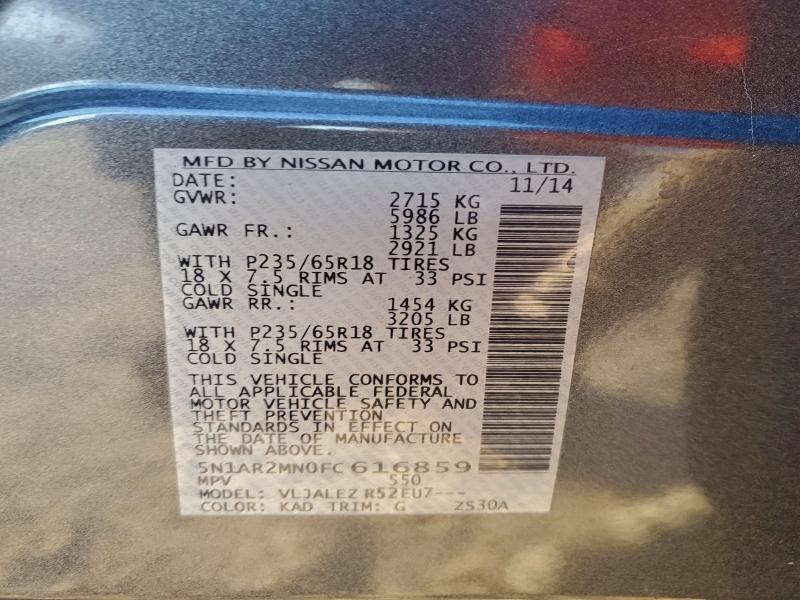 MFD BY NISSAN MOTOR CO., LTD.
DATE: 11/14
GVWR: 2715 KG
5986 LB
GAWR FR.: 1325 KG
2921 LB
WITH P235/65R18 TIRES
18 X 7.5 RIMS AT 33 PSI
COLD SINGLE
GAWR RR.: 1454 KG
3205 LB
WITH P235/65R18 TIRES
18 X 7.5 RIMS AT 33 PSI
COLD SINGLE
THIS VEHICLE CONFORMS TO
ALL APPLICABLE FEDERAL
MOTOR VEHICLE SAFETY AND
THEFT PREVENTION
STANDARDS IN EFFECT ON
THE DATE OF MANUFACTURE
SHOWN ABOVE.
5N1AR2MN0FC616859
MPV 550
MODEL: VLJALEZ R52EU7---
COLOR: KAD TRIM: G ZS30A